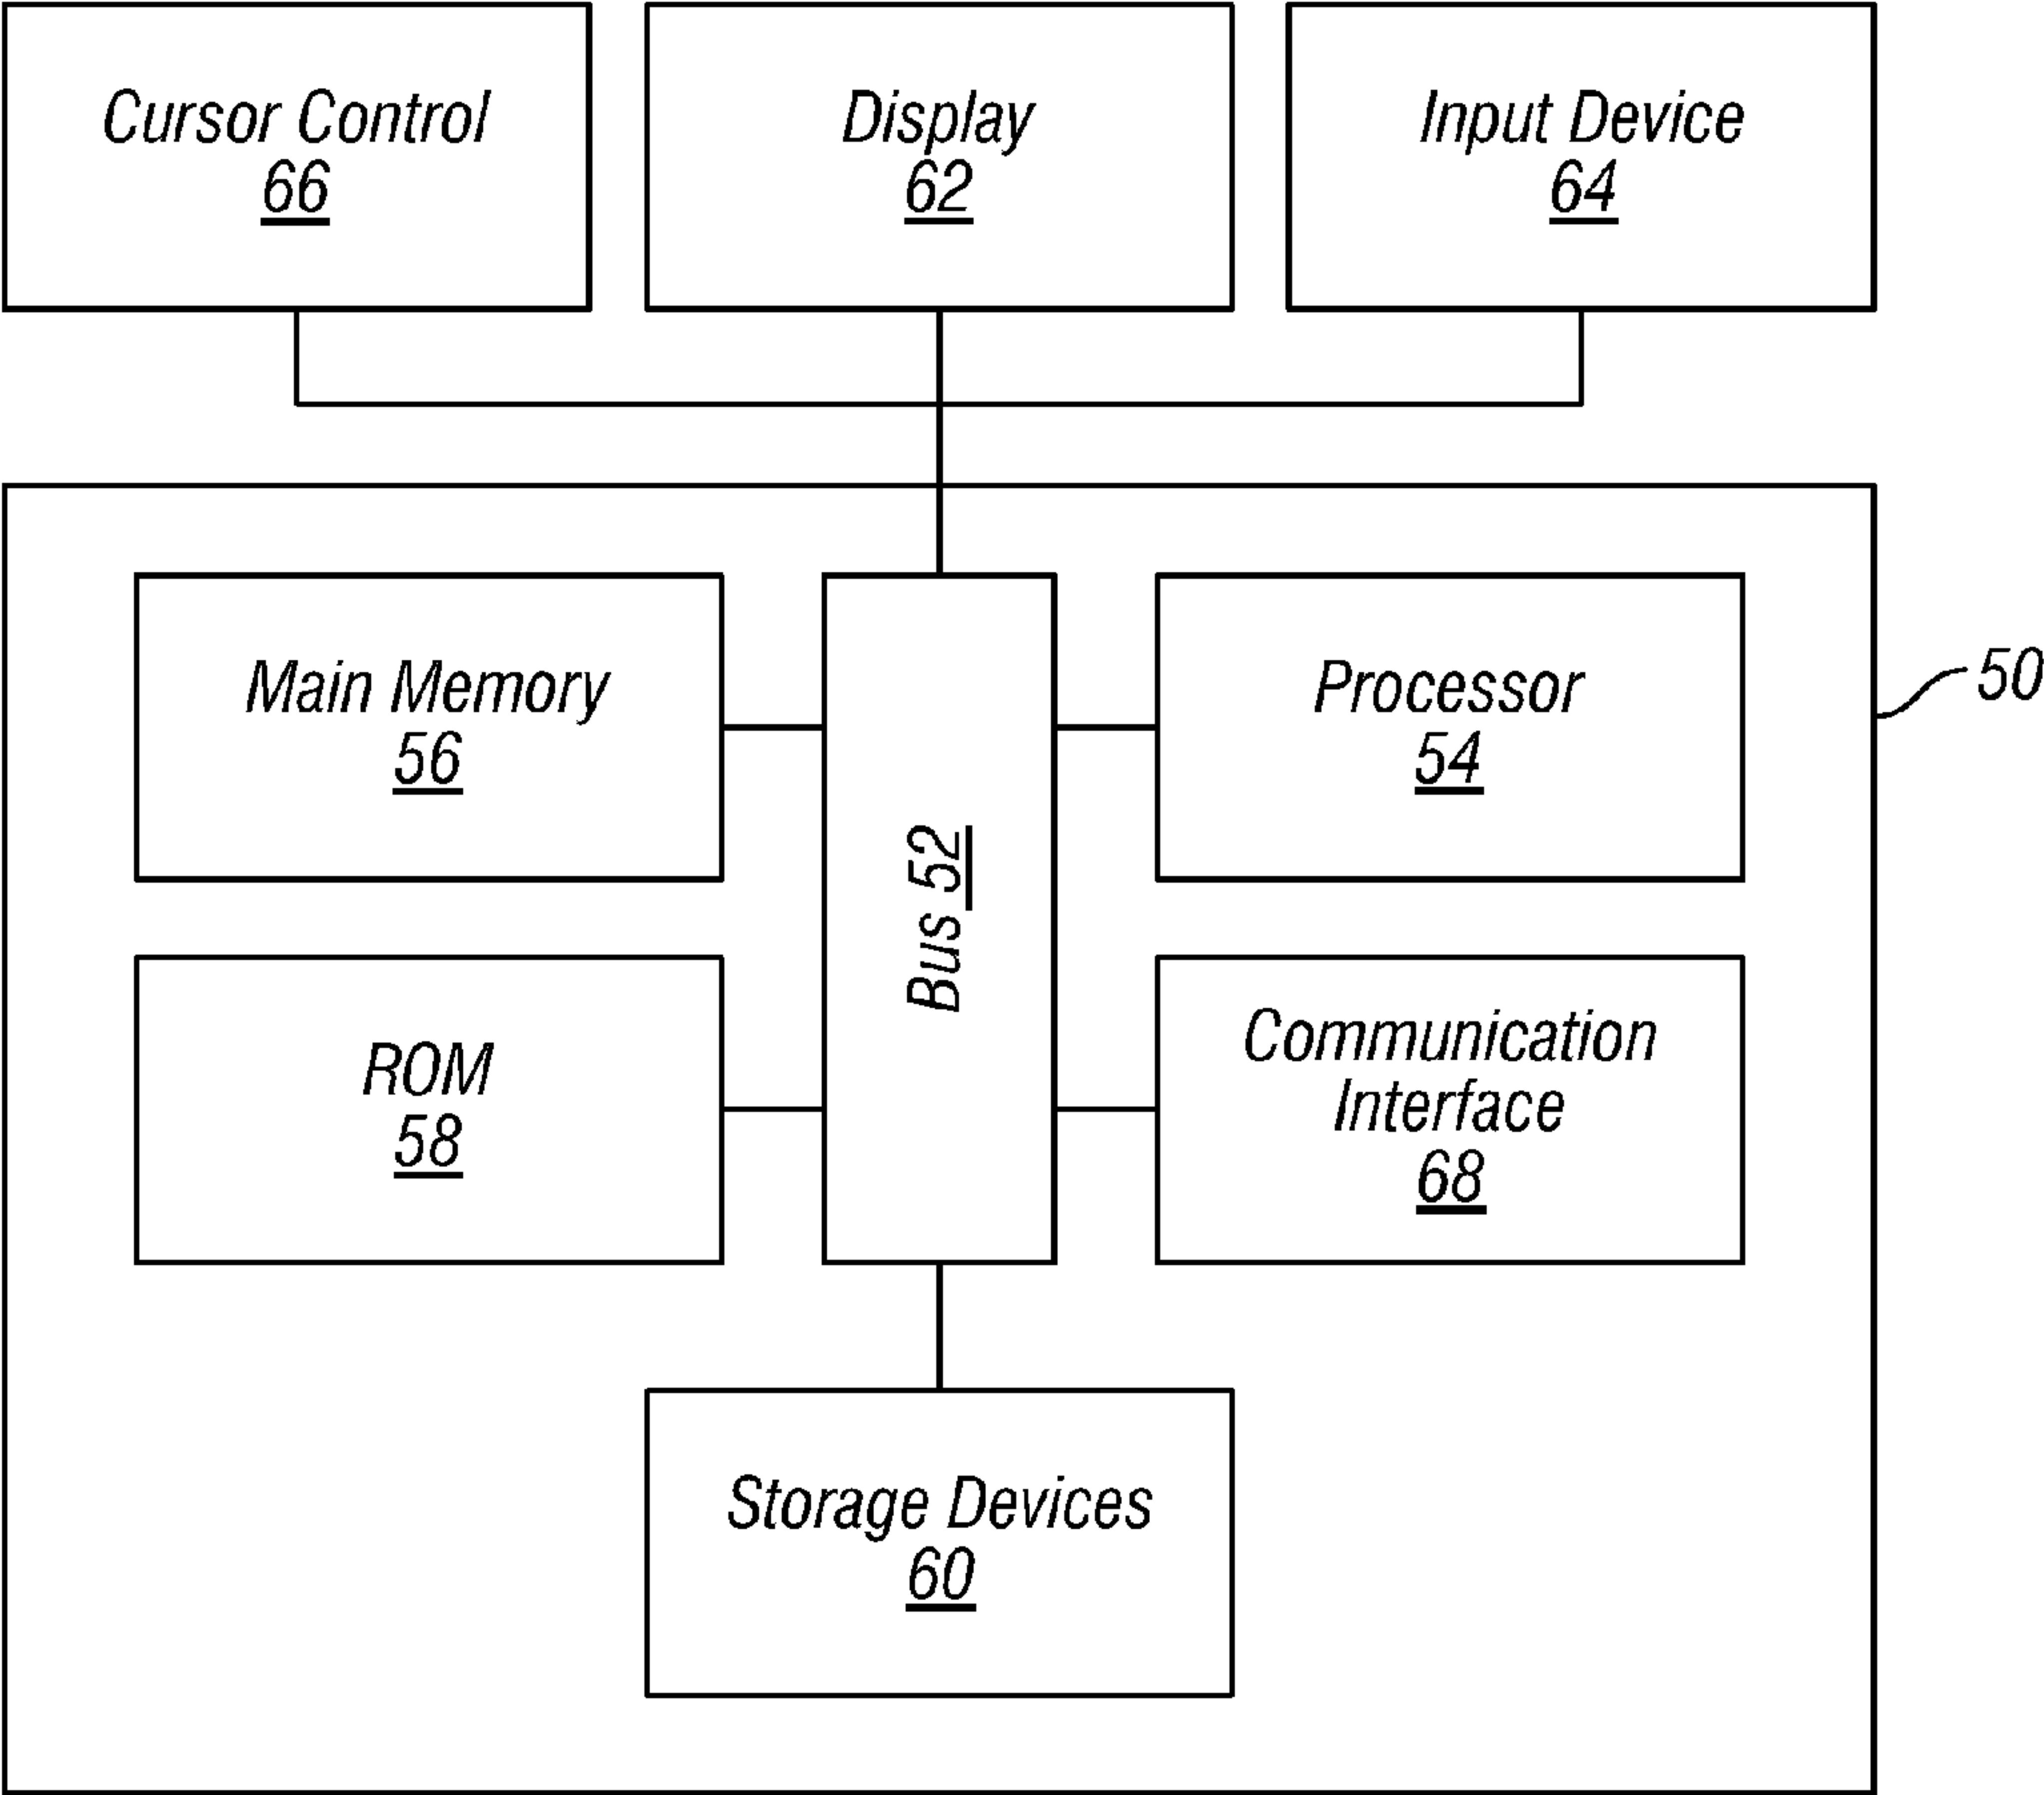 Cursor Control
66
Display
62
Input Device
64
Main Memory
56
Processor
54
50
Bus 52
ROM
58
Communication
Interface
68
Storage Devices
60